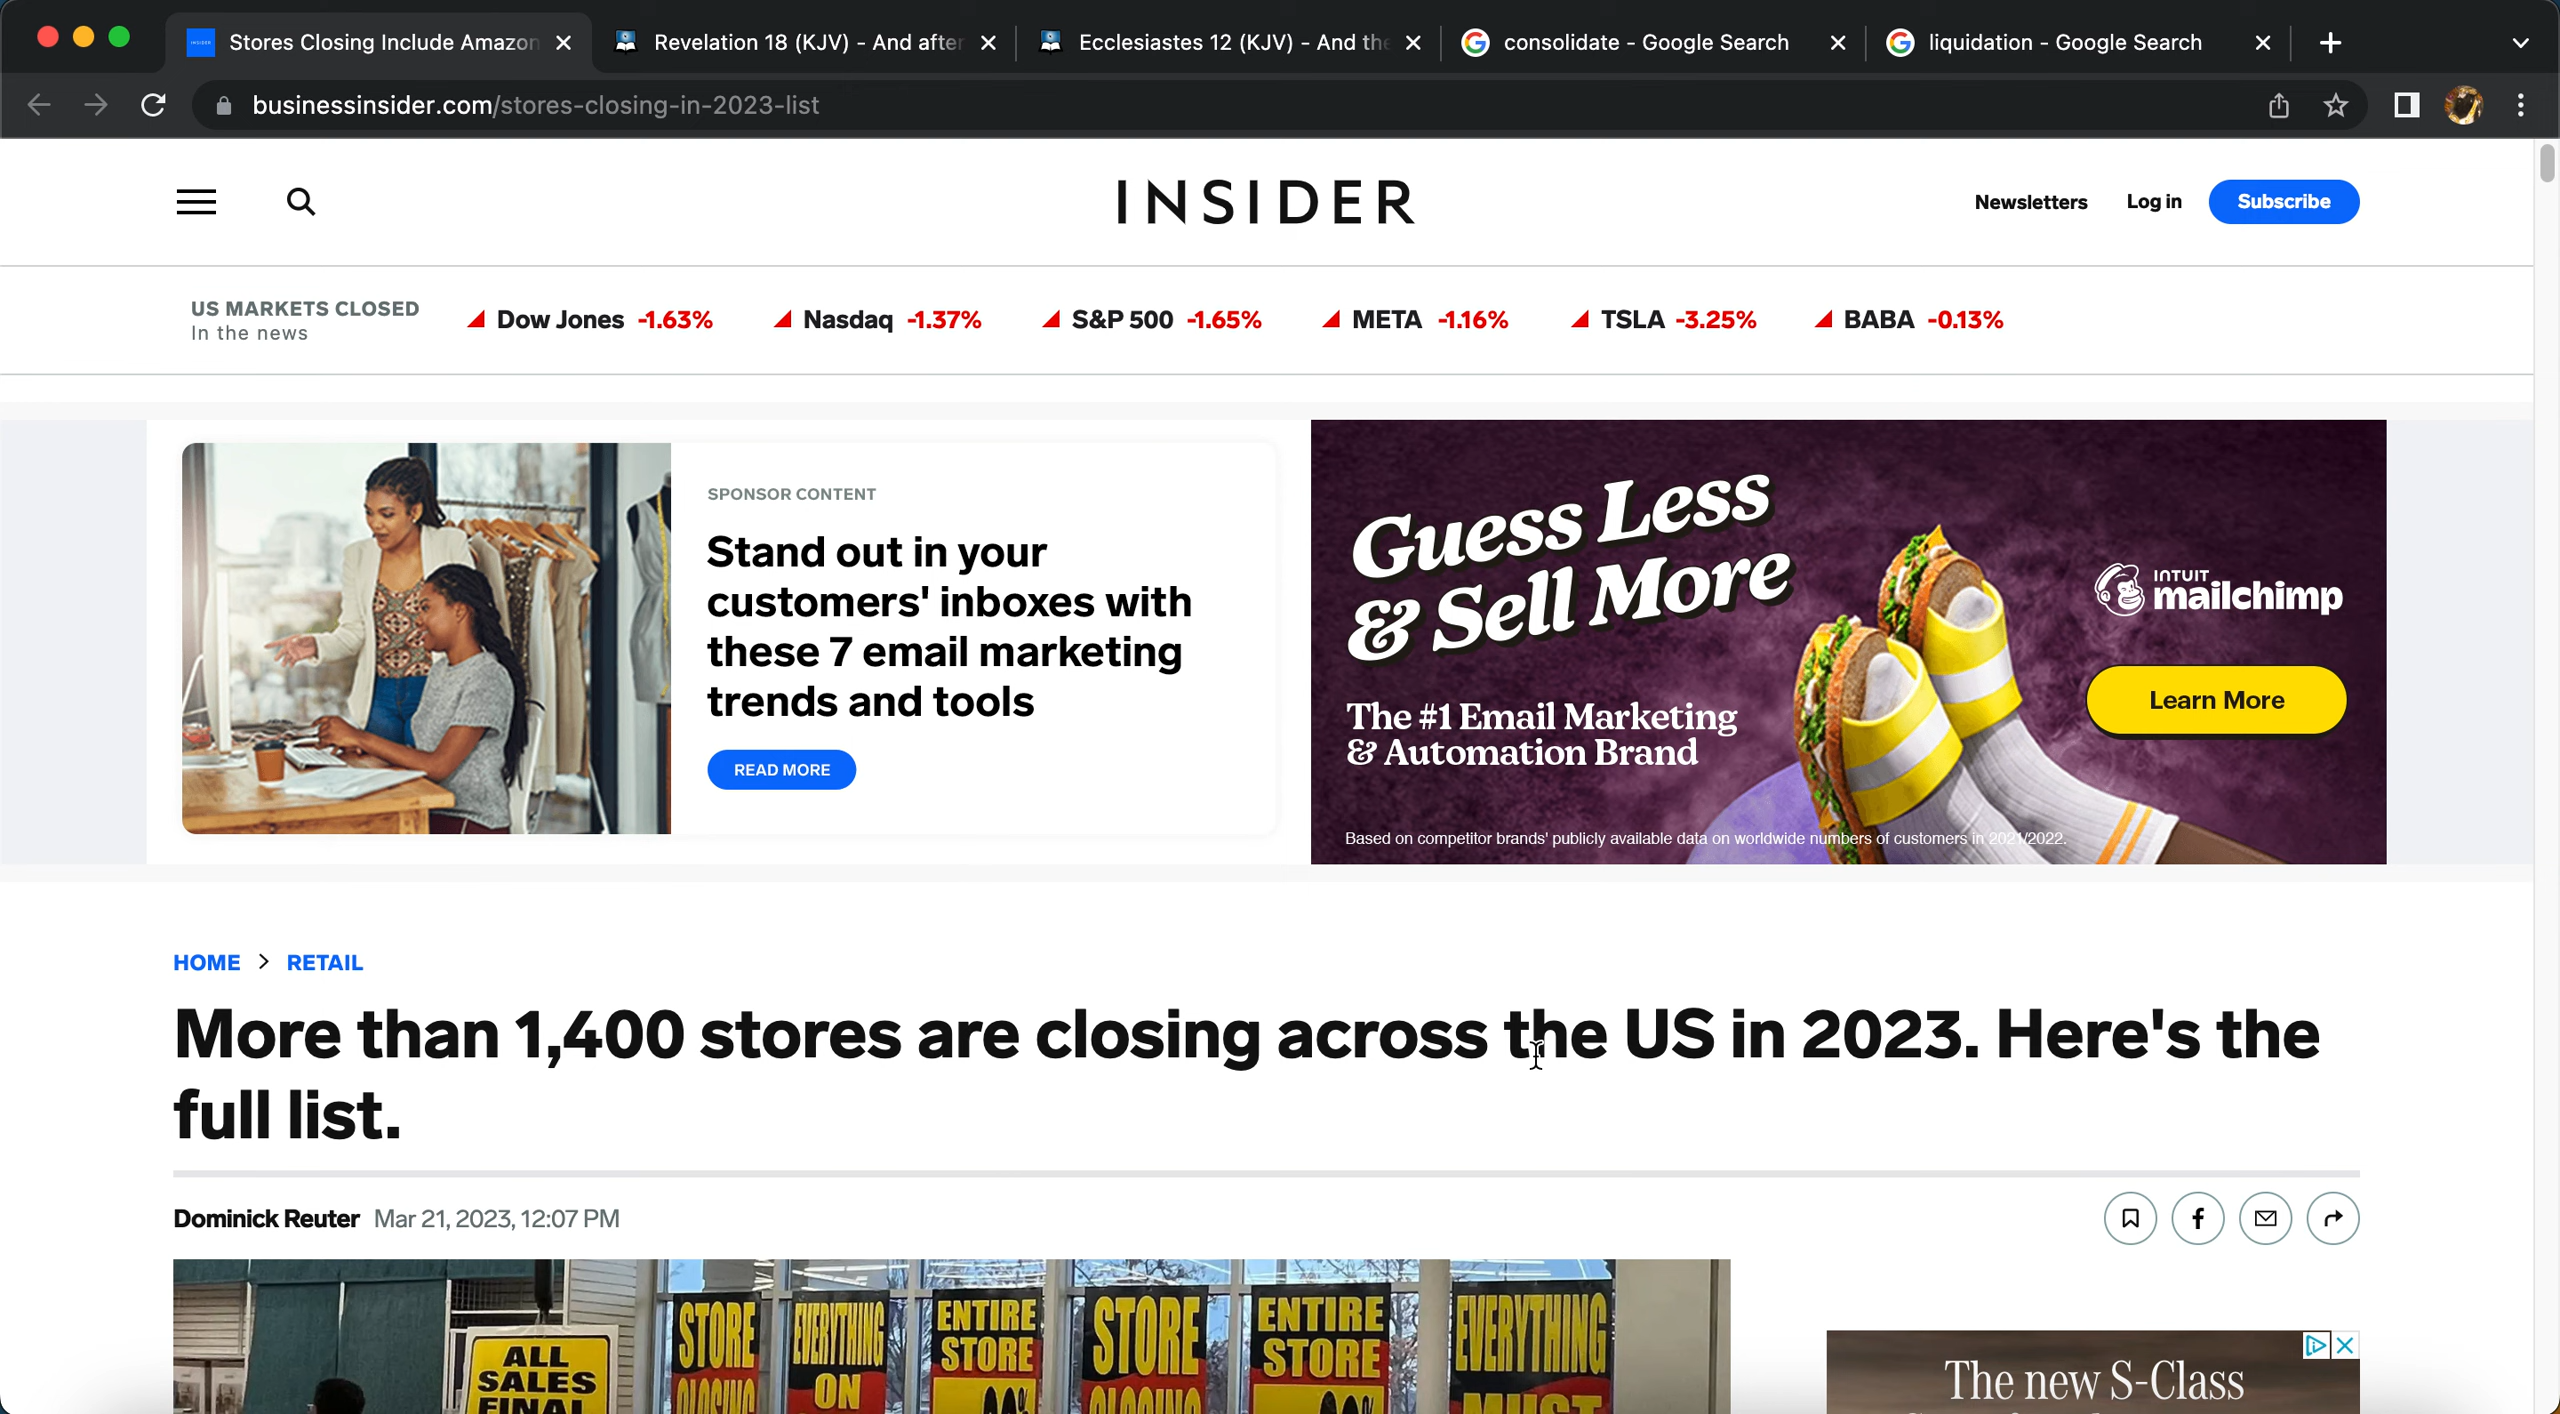 Stores Closing Include Amazon
Revelation 18 (KJV) - And after
Ecclesiastes 12 (KJV) - And the
consolidate - Google Search
liquidation - Google Search
businessinsider.com/stores-closing-in-2023-list
INSIDER
Newsletters
Log in
Subscribe
US MARKETS CLOSED
In the news
Dow Jones -1.63%
Nasdaq -1.37%
S&P 500 -1.65%
META -1.16%
TSLA -3.25%
BABA -0.13%
SPONSOR CONTENT
Stand out in your
customers' inboxes with
these 7 email marketing
trends and tools
READ MORE
Guess Less
& Sell More
The #1 Email Marketing
& Automation Brand
INTUIT
mailchimp
Learn More
Based on competitor brands' publicly available data on worldwide numbers of customers in 2021/2022.
HOME > RETAIL
More than 1,400 stores are closing across the US in 2023. Here's the
full list.
Dominick Reuter Mar 21, 2023, 12:07 PM
ALL
SALES
FINAL
STORE
CLOSING
EVERYTHING
ON
ENTIRE
STORE
STORE
CLOSING
ENTIRE
STORE
EVERYTHING
MUST
The new S-Class